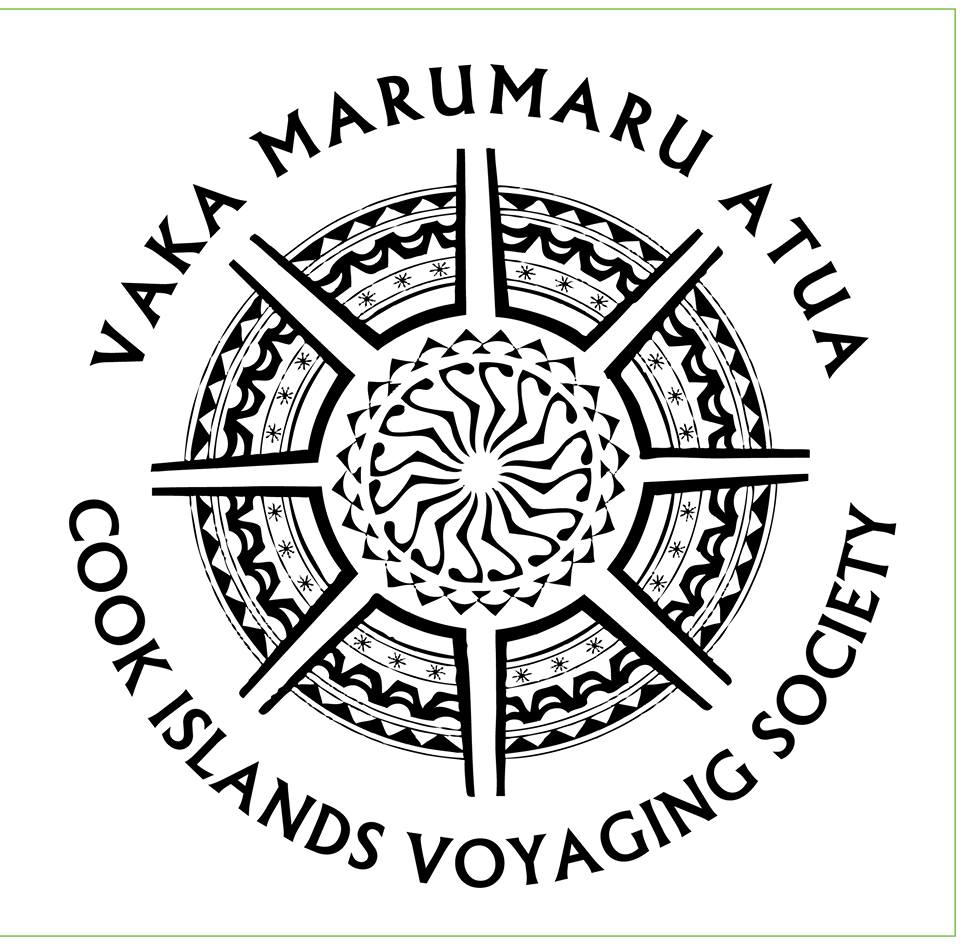 VAKA MARUMARU ATUA
COOK ISLANDS VOYAGING SOCIETY